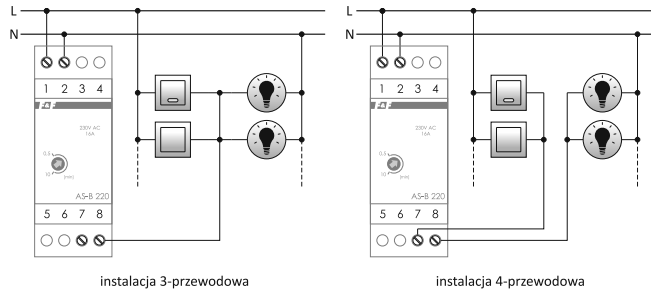 L
N
1 2 3 4
F&F
230V AC
16A
0.5
10 (min)
AS-B 220
5 6 7 8
instalacja 3-przewodowa
L
N
1 2 3 4
F&F
230V AC
16A
0.5
10 (min)
AS-B 220
5 6 7 8
instalacja 4-przewodowa